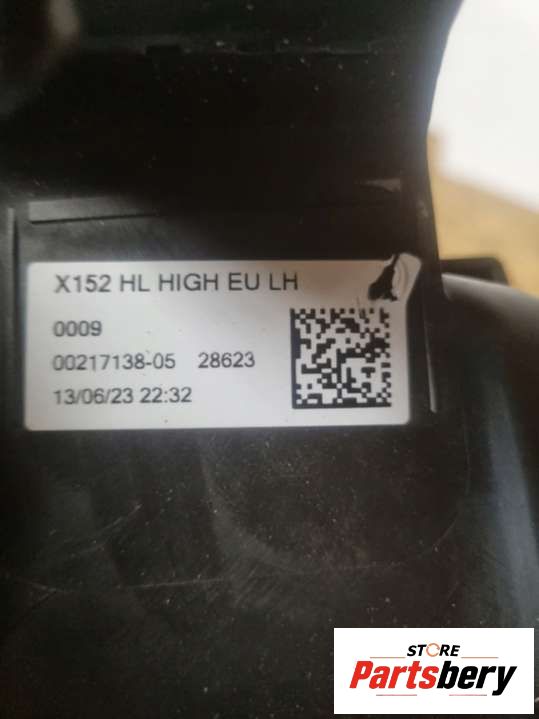 X152 HL HIGH EU LH
0009
00217138-05 28623
13/06/23 22:32
STORE
Partsbery